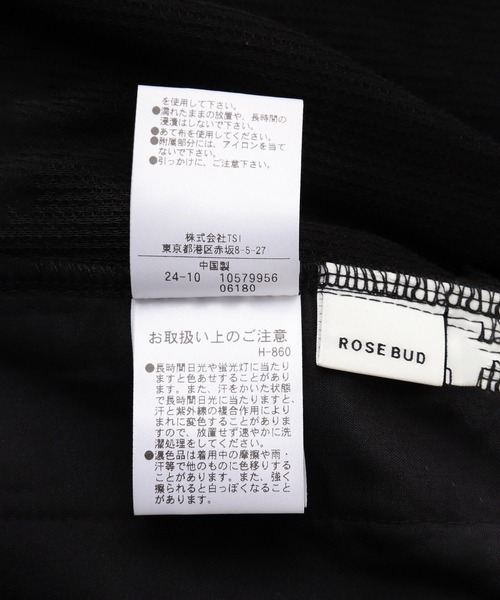 を使用して下さい。
●濡れたままの放置や、長時間の
浸漬はしないで下さい。
●あて布を使用してください。
●附属部分には、アイロンを当て
ないで下さい。
●引っかけに、ご注意下さい。
株式会社TSI
東京都港区赤坂8-5-27
中国製
24-10 10579956
06180
ROSE BUD
お取扱い上のご注意
H-860
●長時間日光や蛍光灯に当たり
ますと色あせすることがあり
ます。また、汗をかいた状態
で長時間日光に当たりますと、
汗と紫外線の複合作用により
まれに変色することがありま
すので、放置せず速やかに洗
濯処理をしてください。
●濃色品は着用中の摩擦や雨・
汗等で他のものに色移りする
ことがあります。また、強く
擦られると白っぽくなること
があります。